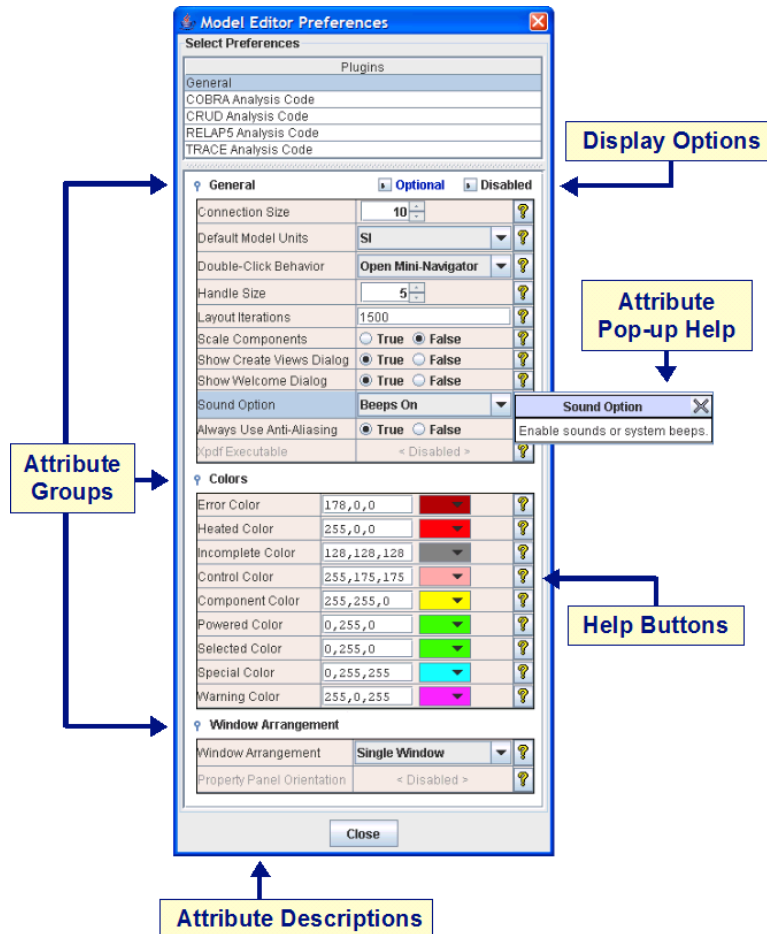 Model Editor Preferences
Select Preferences
Plugins
General
COBRA Analysis Code
CRUD Analysis Code
RELAP5 Analysis Code
TRACE Analysis Code
Display Options
General Optional Disabled
Connection Size 10
Default Model Units SI
Double-Click Behavior Open Mini-Navigator
Handle Size 5
Attribute
Pop-up Help
Layout Iterations 1500
Scale Components True False
Show Create Views Dialog True False
Show Welcome Dialog True False
Sound Option Beeps On
Sound Option
Enable sounds or system beeps.
Always Use Anti-Aliasing True False
Xpdf Executable < Disabled >
Attribute
Groups
Colors
Error Color 178,0,0
Heated Color 255,0,0
Incomplete Color 128,128,128
Control Color 255,175,175
Component Color 255,255,0
Powered Color 0,255,0
Selected Color 0,255,0
Special Color 0,255,255
Warning Color 255,0,255
Help Buttons
Window Arrangement
Window Arrangement Single Window
Property Panel Orientation < Disabled >
Close
Attribute Descriptions